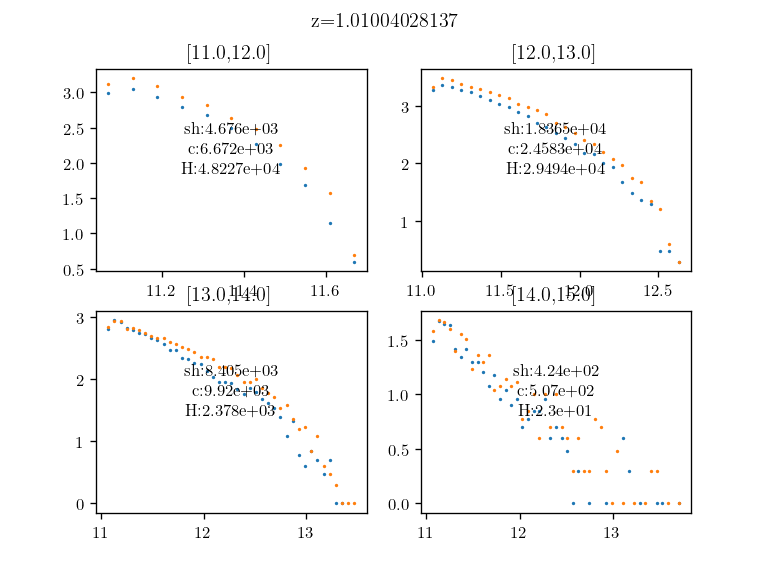 z=1.01004028137
[11.0,12.0]
[12.0,13.0]
3.0
2.5
2.0
1.5
1.0
0.5
sh:4.676e+03
c:6.672e+03
H:4.8227e+04
11.2
11.4
11.6
3
2
1
sh:1.8365e+04
c:2.4583e+04
H:2.9494e+04
11.0
11.5
12.0
12.5
[13.0,14.0]
[14.0,15.0]
3
2
1
0
sh:8.405e+03
c:9.92e+03
H:2.378e+03
11
12
13
1.5
1.0
0.5
0.0
sh:4.24e+02
c:5.07e+02
H:2.3e+01
11
12
13